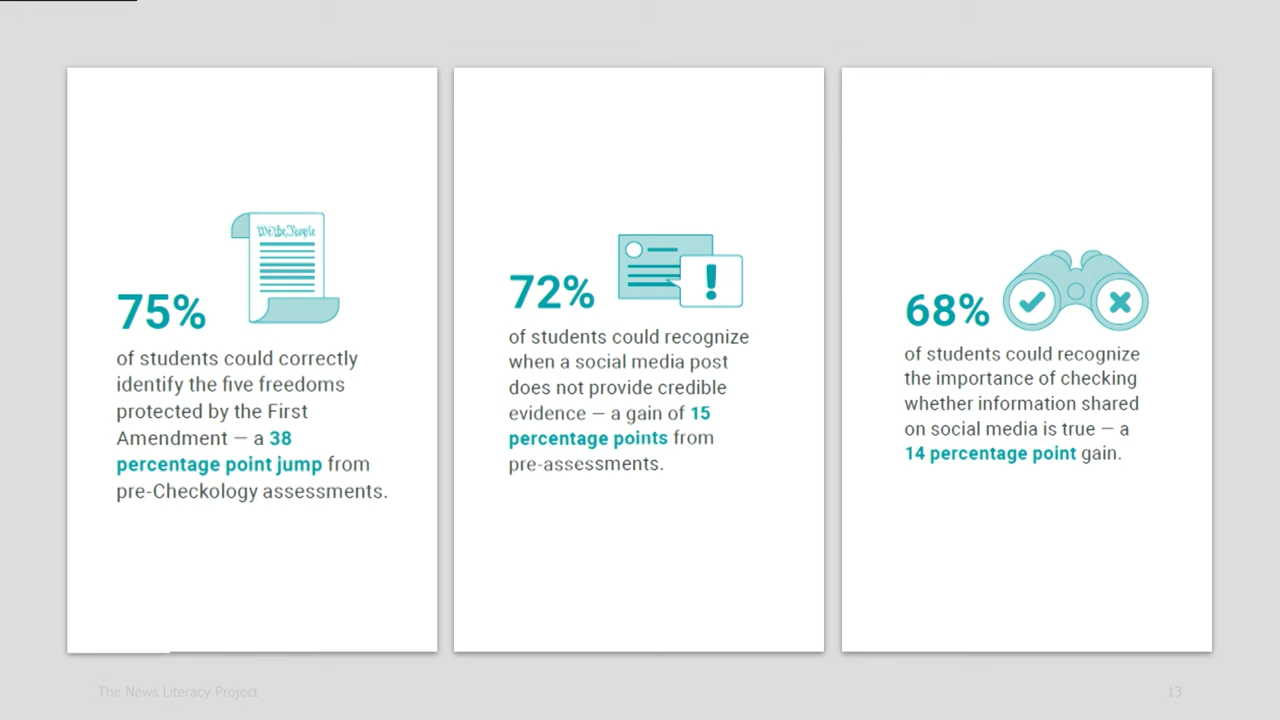 We the People
75%
of students could correctly
identify the five freedoms
protected by the First
Amendment — a 38
percentage point jump from
pre-Checkology assessments.
!
72%
of students could recognize
when a social media post
does not provide credible
evidence — a gain of 15
percentage points from
pre-assessments.
68%
of students could recognize
the importance of checking
whether information shared
on social media is true — a
14 percentage point gain.
The News Literacy Project
13